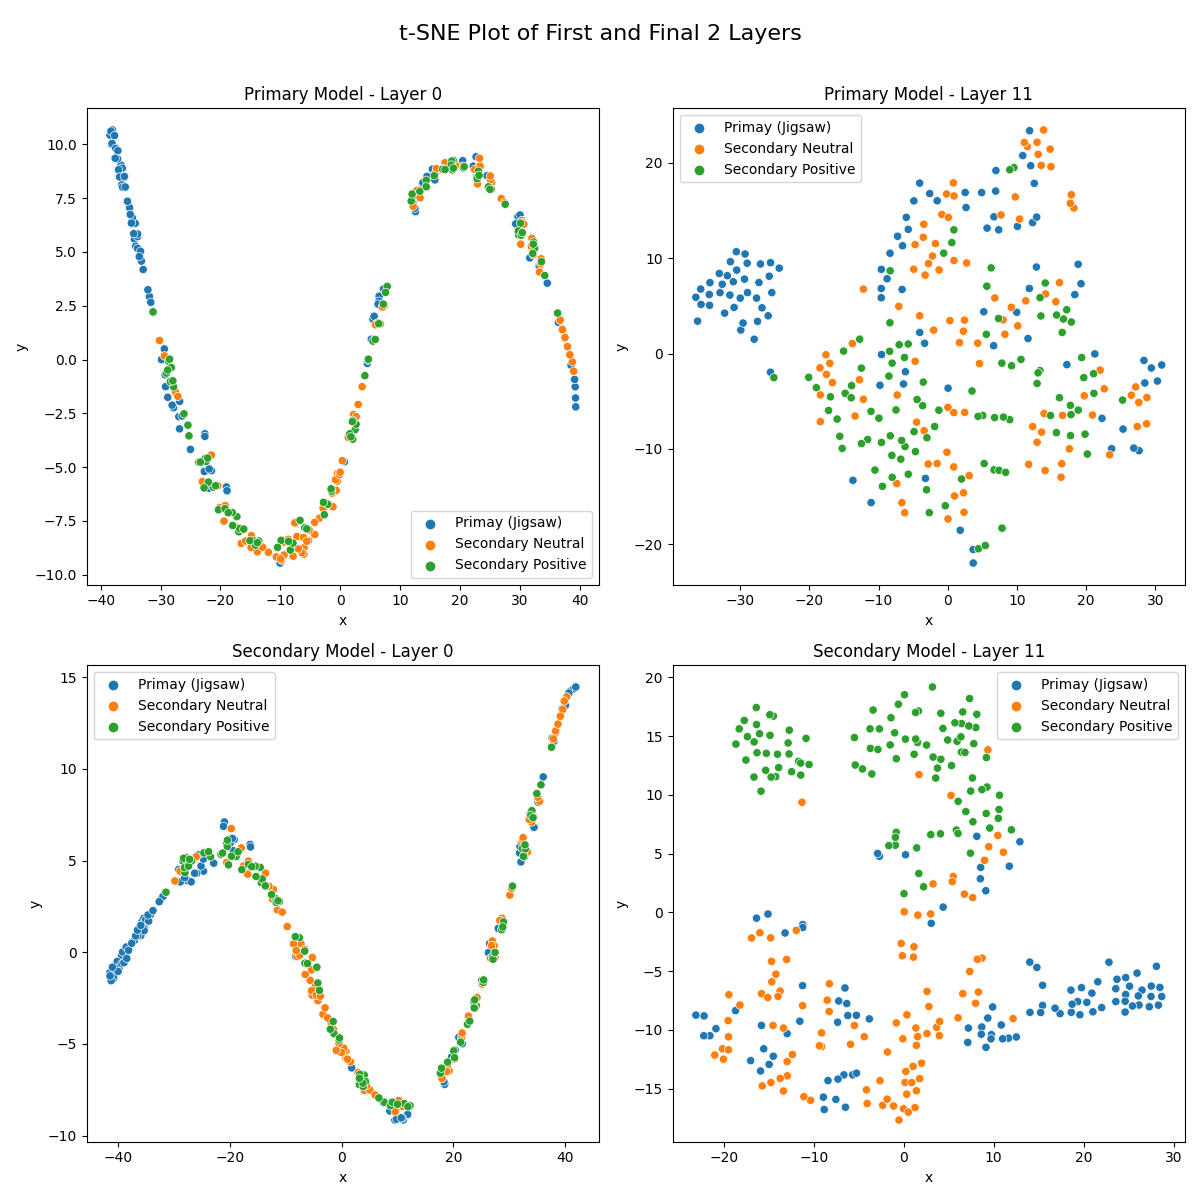 t-SNE Plot of First and Final 2 Layers
Primary Model - Layer 0
10.0
7.5
5.0
2.5
0.0
−2.5
−5.0
−7.5
−10.0
y
−40
−30
−20
−10
0
10
20
30
40
x
Primay (Jigsaw)
Secondary Neutral
Secondary Positive
Primary Model - Layer 11
20
10
0
−10
−20
y
−30
−20
−10
0
10
20
30
x
Primay (Jigsaw)
Secondary Neutral
Secondary Positive
Secondary Model - Layer 0
15
10
5
0
−5
−10
y
−40
−20
0
20
40
x
Primay (Jigsaw)
Secondary Neutral
Secondary Positive
Secondary Model - Layer 11
20
15
10
5
0
−5
−10
−15
y
−20
−10
0
10
20
30
x
Primay (Jigsaw)
Secondary Neutral
Secondary Positive